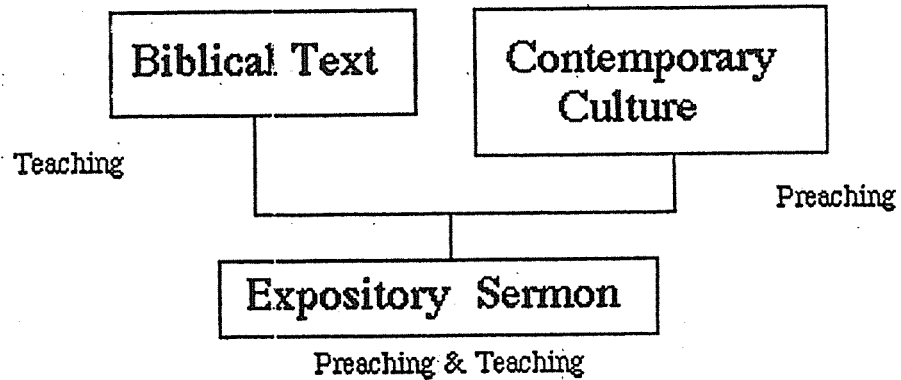 Biblical Text
Contemporary
Culture
Teaching
Preaching
Expository Sermon
Preaching & Teaching